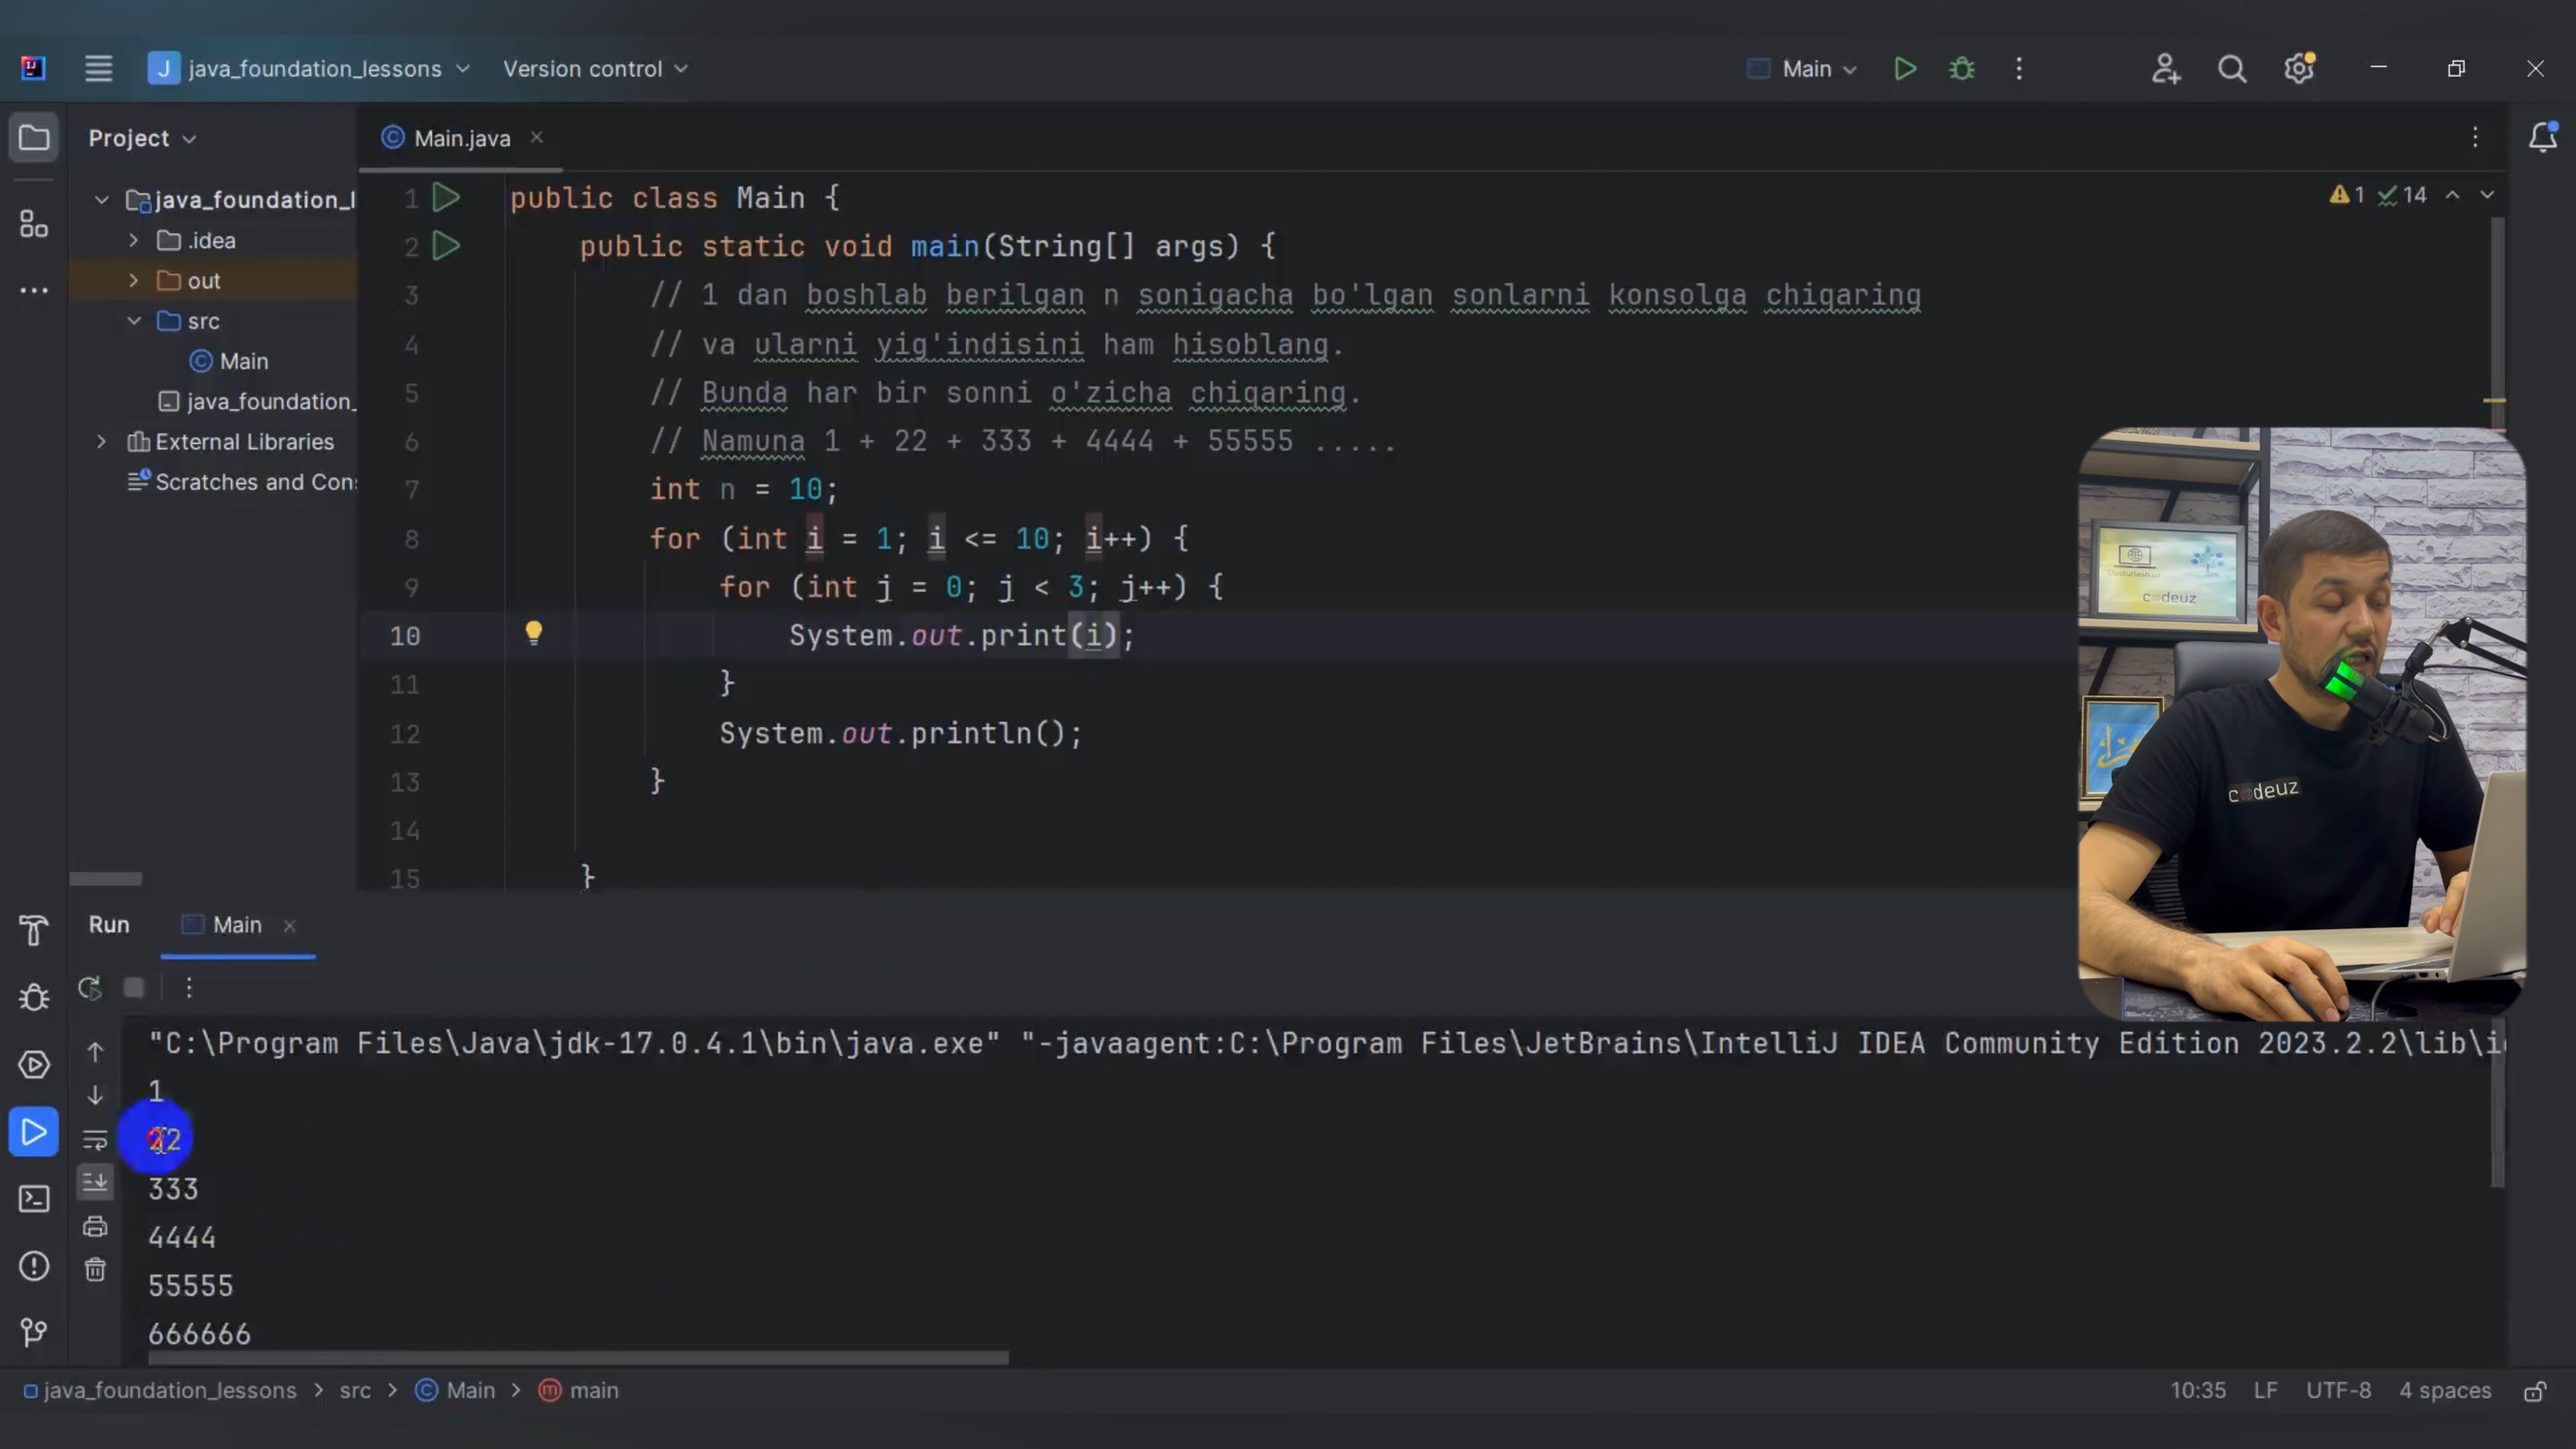 J java_foundation_lessons Version control Main
Project
Main.java
java_foundation_l
.idea
out
src
Main
java_foundation_
External Libraries
Scratches and Con
1 public class Main {
2 public static void main(String[] args) {
3 // 1 dan boshlab berilgan n sonigacha bo'lgan sonlarni konsolga chiqaring
4 // va ularni yig'indisini ham hisoblang.
5 // Bunda har bir sonni o'zicha chiqaring.
6 // Namuna 1 + 22 + 333 + 4444 + 55555 .....
7 int n = 10;
8 for (int i = 1; i <= 10; i++) {
9 for (int j = 0; j < 3; j++) {
10 System.out.print(i);
11 }
12 System.out.println();
13 }
14
15 }
1 14
codeuz
codeuz
Run Main
"C:\Program Files\Java\jdk-17.0.4.1\bin\java.exe" "-javaagent:C:\Program Files\JetBrains\IntelliJ IDEA Community Edition 2023.2.2\lib\i
1
22
333
4444
55555
666666
java_foundation_lessons > src > Main > main
10:35 LF UTF-8 4 spaces